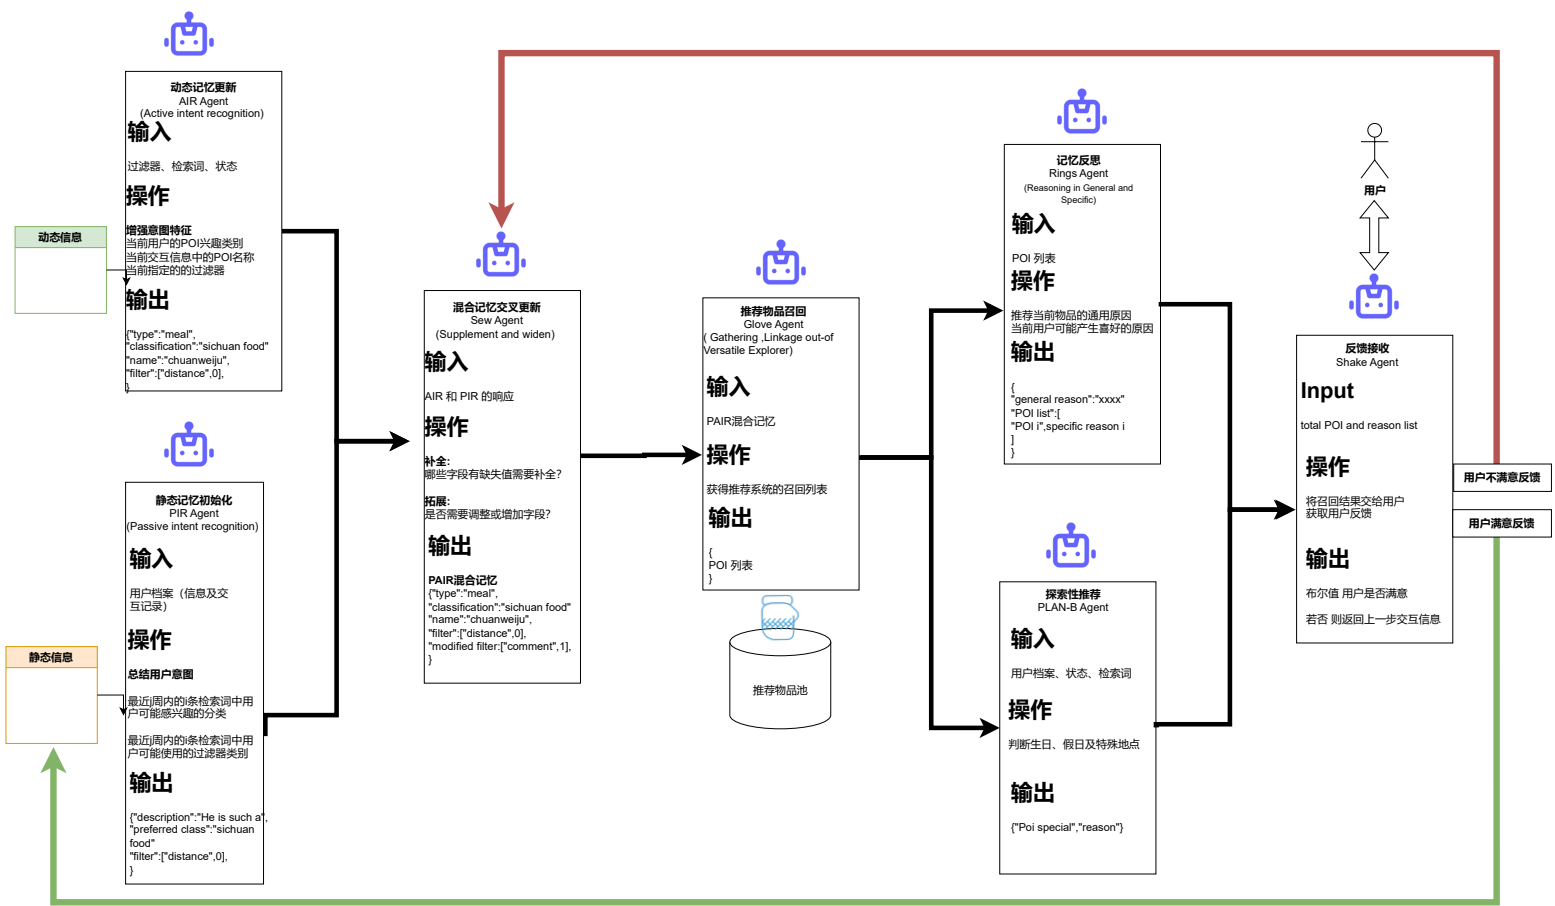 动态记忆更新
AIR Agent
(Active intent recognition)
输入
过滤器、检索词、状态
操作
增强意图特征
当前用户的POI兴趣类别
当前交互信息中的POI名称
当前指定的的过滤器
输出
{"type":"meal",
"classification":"sichuan food"
"name":"chuanweiju",
"filter":["distance",0],
}
动态信息
静态记忆初始化
PIR Agent
(Passive intent recognition)
输入
用户档案（信息及交
互记录）
操作
总结用户意图
最近j周内的i条检索词中用
户可能感兴趣的分类
最近j周内的i条检索词中用
户可能使用的过滤器类别
输出
{"description":"He is such a",
"preferred class":"sichuan
food"
"filter":["distance",0],
}
静态信息
混合记忆交叉更新
Sew Agent
(Supplement and widen)
输入
AIR 和 PIR 的响应
操作
补全:
哪些字段有缺失值需要补全？
拓展:
是否需要调整或增加字段？
输出
PAIR混合记忆
{"type":"meal",
"classification":"sichuan food"
"name":"chuanweiju",
"filter":["distance",0],
"modified filter:["comment",1],
}
推荐物品召回
Glove Agent
( Gathering ,Linkage out-of
Versatile Explorer)
输入
PAIR混合记忆
操作
获得推荐系统的召回列表
输出
{
POI 列表
}
推荐物品池
记忆反思
Rings Agent
(Reasoning in General and
Specific)
输入
POI 列表
操作
推荐当前物品的通用原因
当前用户可能产生喜好的原因
输出
{
"general reason":"xxxx"
"POI list":[
"POI i",specific reason i
]
}
探索性推荐
PLAN-B Agent
输入
用户档案、状态、检索词
操作
判断生日、假日及特殊地点
输出
{"Poi special","reason"}
用户
反馈接收
Shake Agent
Input
total POI and reason list
操作
将召回结果交给用户
获取用户反馈
输出
布尔值 用户是否满意
若否 则返回上一步交互信息
用户不满意反馈
用户满意反馈